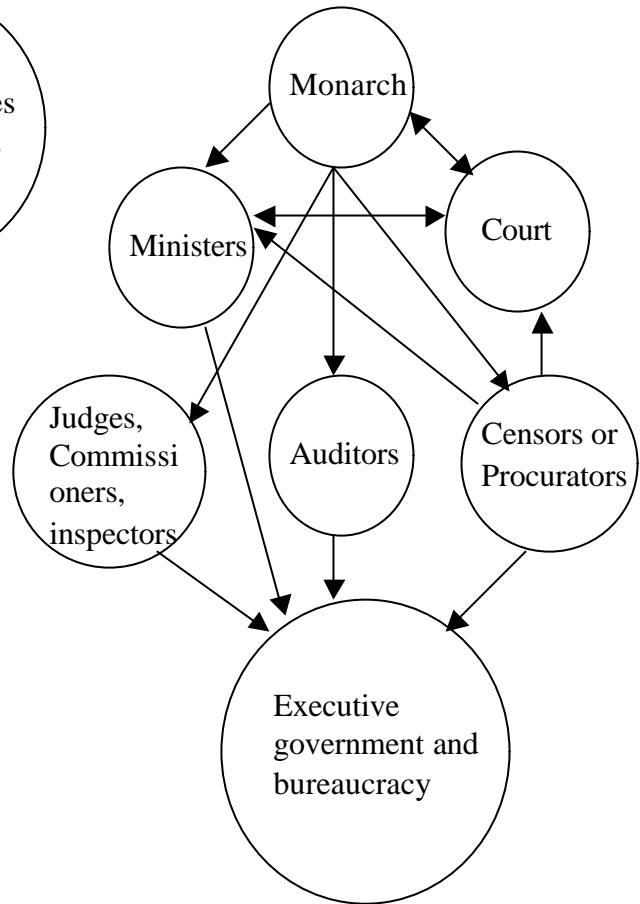 Monarch
Court
Ministers
Judges,
Commissi
oners,
inspectors
Auditors
Censors or
Procurators
Executive
government and
bureaucracy